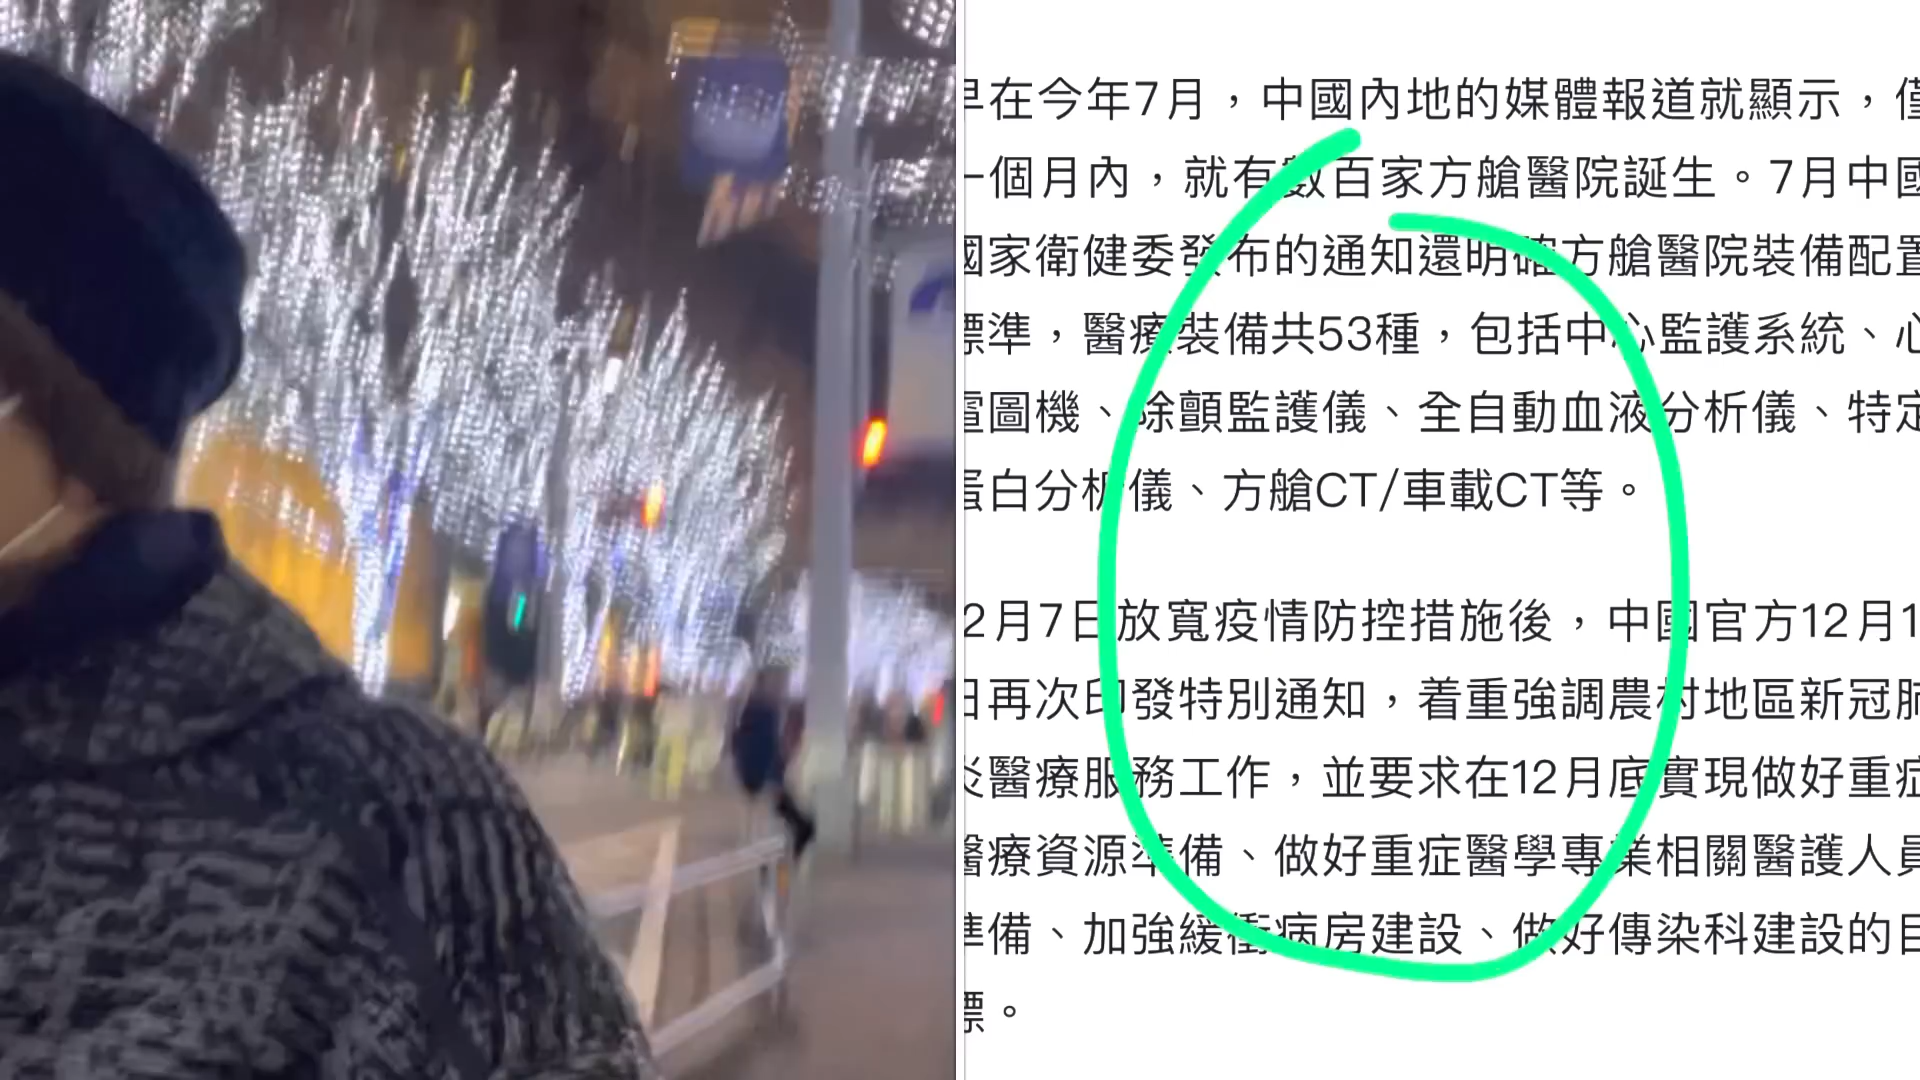 早在今年7月，中國內地的媒體報道就顯示，僅
一個月內，就有數百家方艙醫院誕生。7月中國
國家衛健委發布的通知還明確方艙醫院裝備配置
標準，醫療裝備共53種，包括中心監護系統、心
電圖機、除顫監護儀、全自動血液分析儀、特定
蛋白分析儀、方艙CT/車載CT等。
2月7日放寬疫情防控措施後，中國官方12月1
日再次印發特別通知，着重強調農村地區新冠肺
炎醫療服務工作，並要求在12月底實現做好重症
醫療資源準備、做好重症醫學專業相關醫護人員
準備、加強緩衝病房建設、做好傳染科建設的目
標。